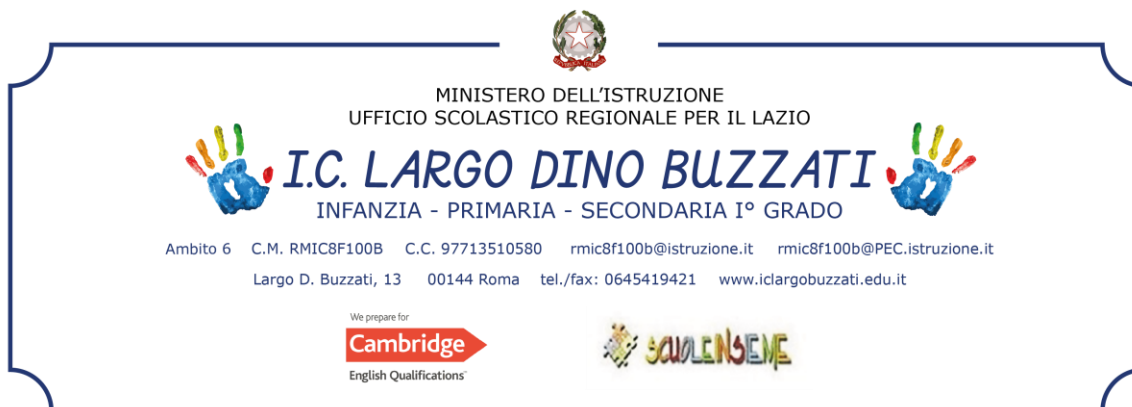 MINISTERO DELL'ISTRUZIONE
UFFICIO SCOLASTICO REGIONALE PER IL LAZIO
I.C. LARGO DINO BUZZATI
INFANZIA - PRIMARIA - SECONDARIA I° GRADO
Ambito 6 C.M. RMIC8F100B C.C. 97713510580 rmic8f100b@istruzione.it rmic8f100b@PEC.istruzione.it
Largo D. Buzzati, 13 00144 Roma tel./fax: 0645419421 www.iclargobuzzati.edu.it
We prepare for
Cambridge
English Qualifications
SCUOLENSIEME